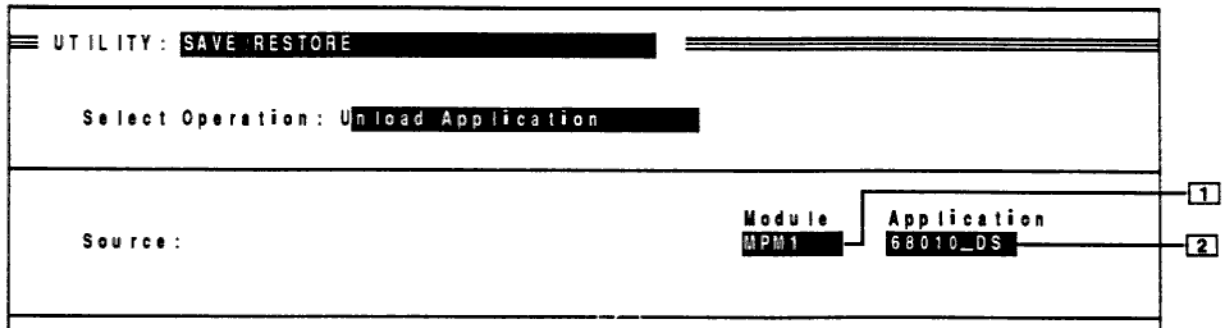 UTILITY: SAVE RESTORE
Select Operation: Unload Application
Module Application
Source: MPM1 68010_DS
1
2